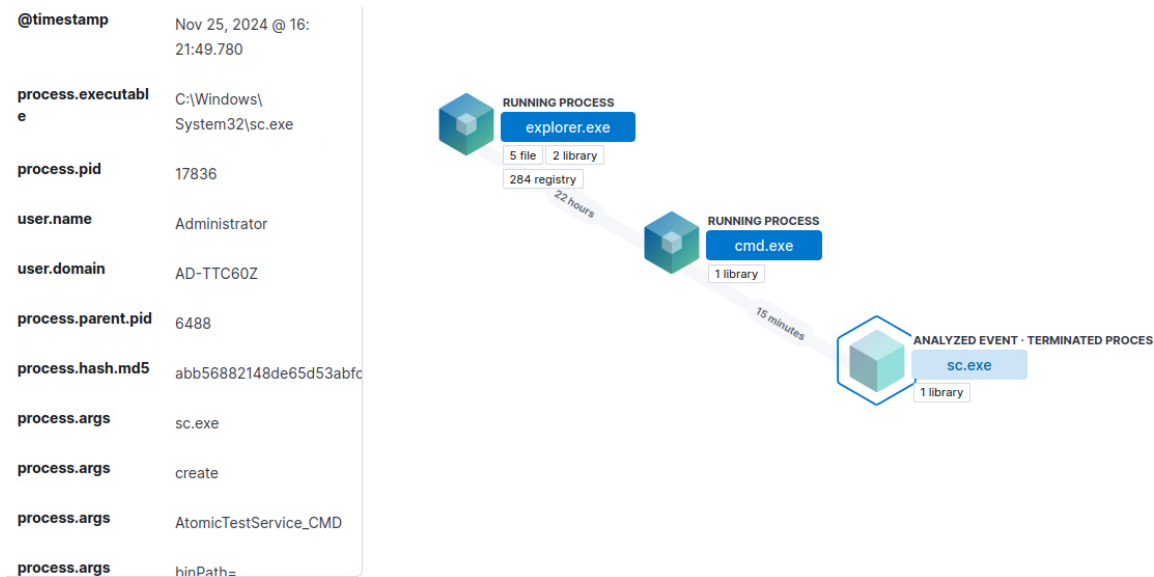 @timestamp
Nov 25, 2024 @ 16:
21:49.780
process.executabl
e
C:\Windows\
System32\sc.exe
process.pid
17836
user.name
Administrator
user.domain
AD-TTC60Z
process.parent.pid
6488
process.hash.md5
abb56882148de65d53abfc
process.args
sc.exe
process.args
create
process.args
AtomicTestService_CMD
process.args
binPath=
RUNNING PROCESS
explorer.exe
5 file
2 library
284 registry
22 hours
RUNNING PROCESS
cmd.exe
1 library
15 minutes
ANALYZED EVENT · TERMINATED PROCES
sc.exe
1 library